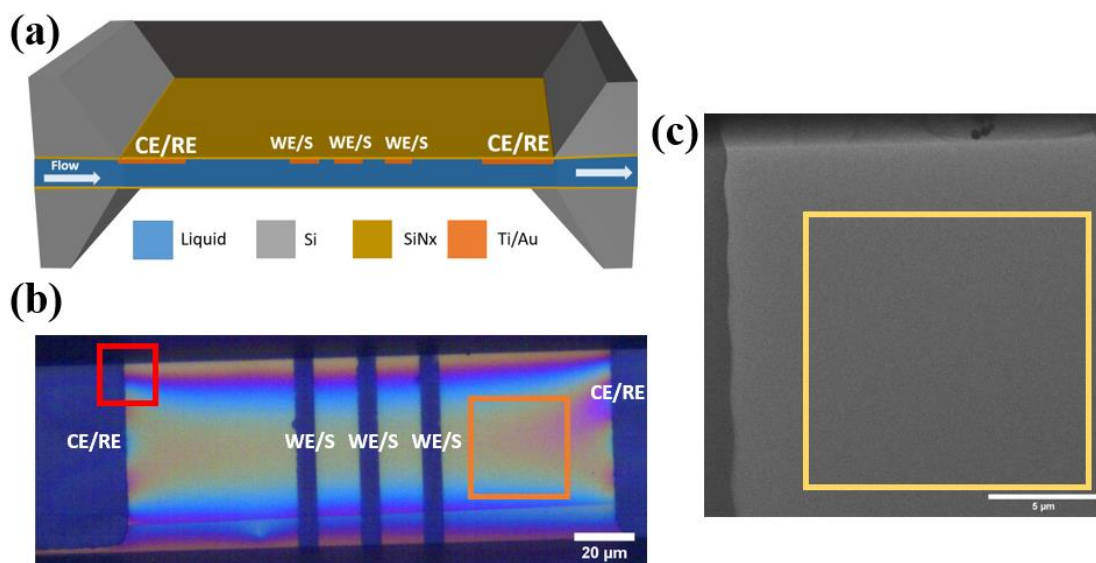 (a)
CE/RE WE/S WE/S WE/S CE/RE
Flow
Liquid Si SiNx Ti/Au
(b)
CE/RE WE/S WE/S WE/S CE/RE
20 µm
(c)
5 µm